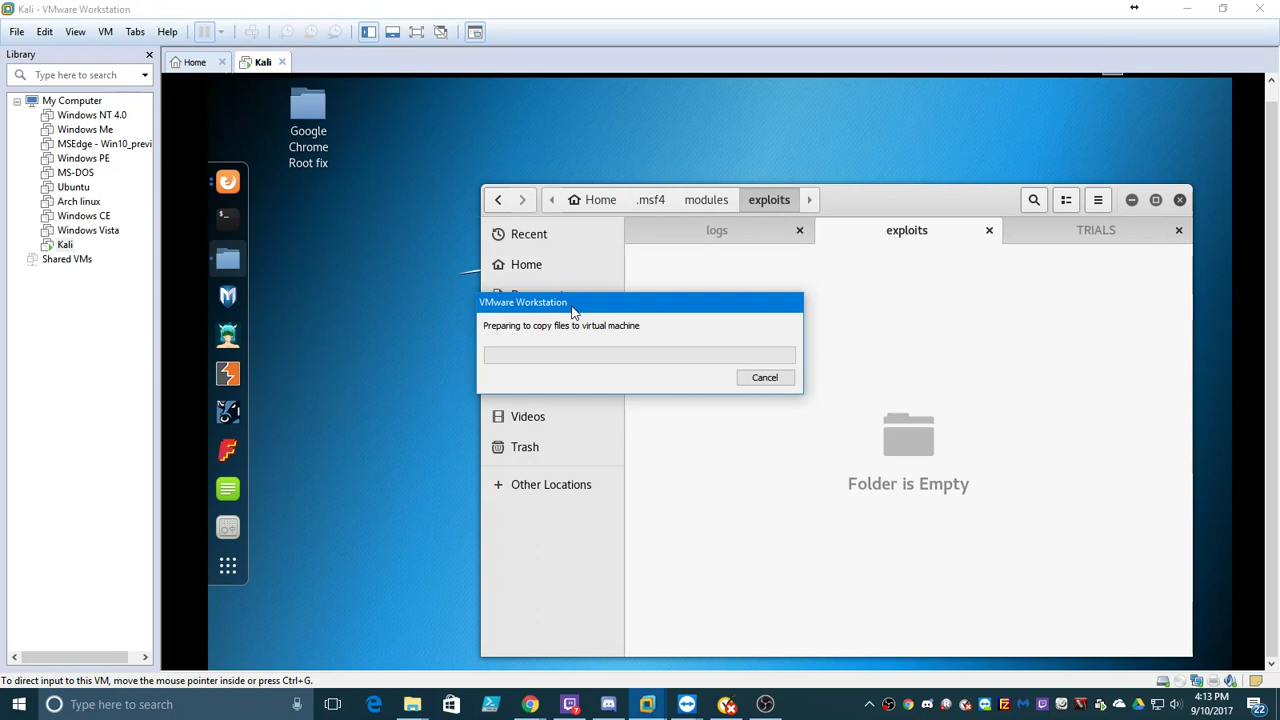 Kali - VMware Workstation
File Edit View VM Tabs Help
Library
Type here to search
My Computer
Windows NT 4.0
Windows Me
MSEdge - Win10_previ
Windows PE
MS-DOS
Ubuntu
Arch linux
Windows CE
Windows Vista
Kali
Shared VMs
Home
Kali
Google
Chrome
Root fix
Home .msf4 modules exploits
logs exploits TRIALS
Recent
Home
VMware Workstation
Preparing to copy files to virtual machine
Cancel
Videos
Trash
Other Locations
Folder is Empty
To direct input to this VM, move the mouse pointer inside or press Ctrl+G.
Type here to search
4:13 PM
9/10/2017
22